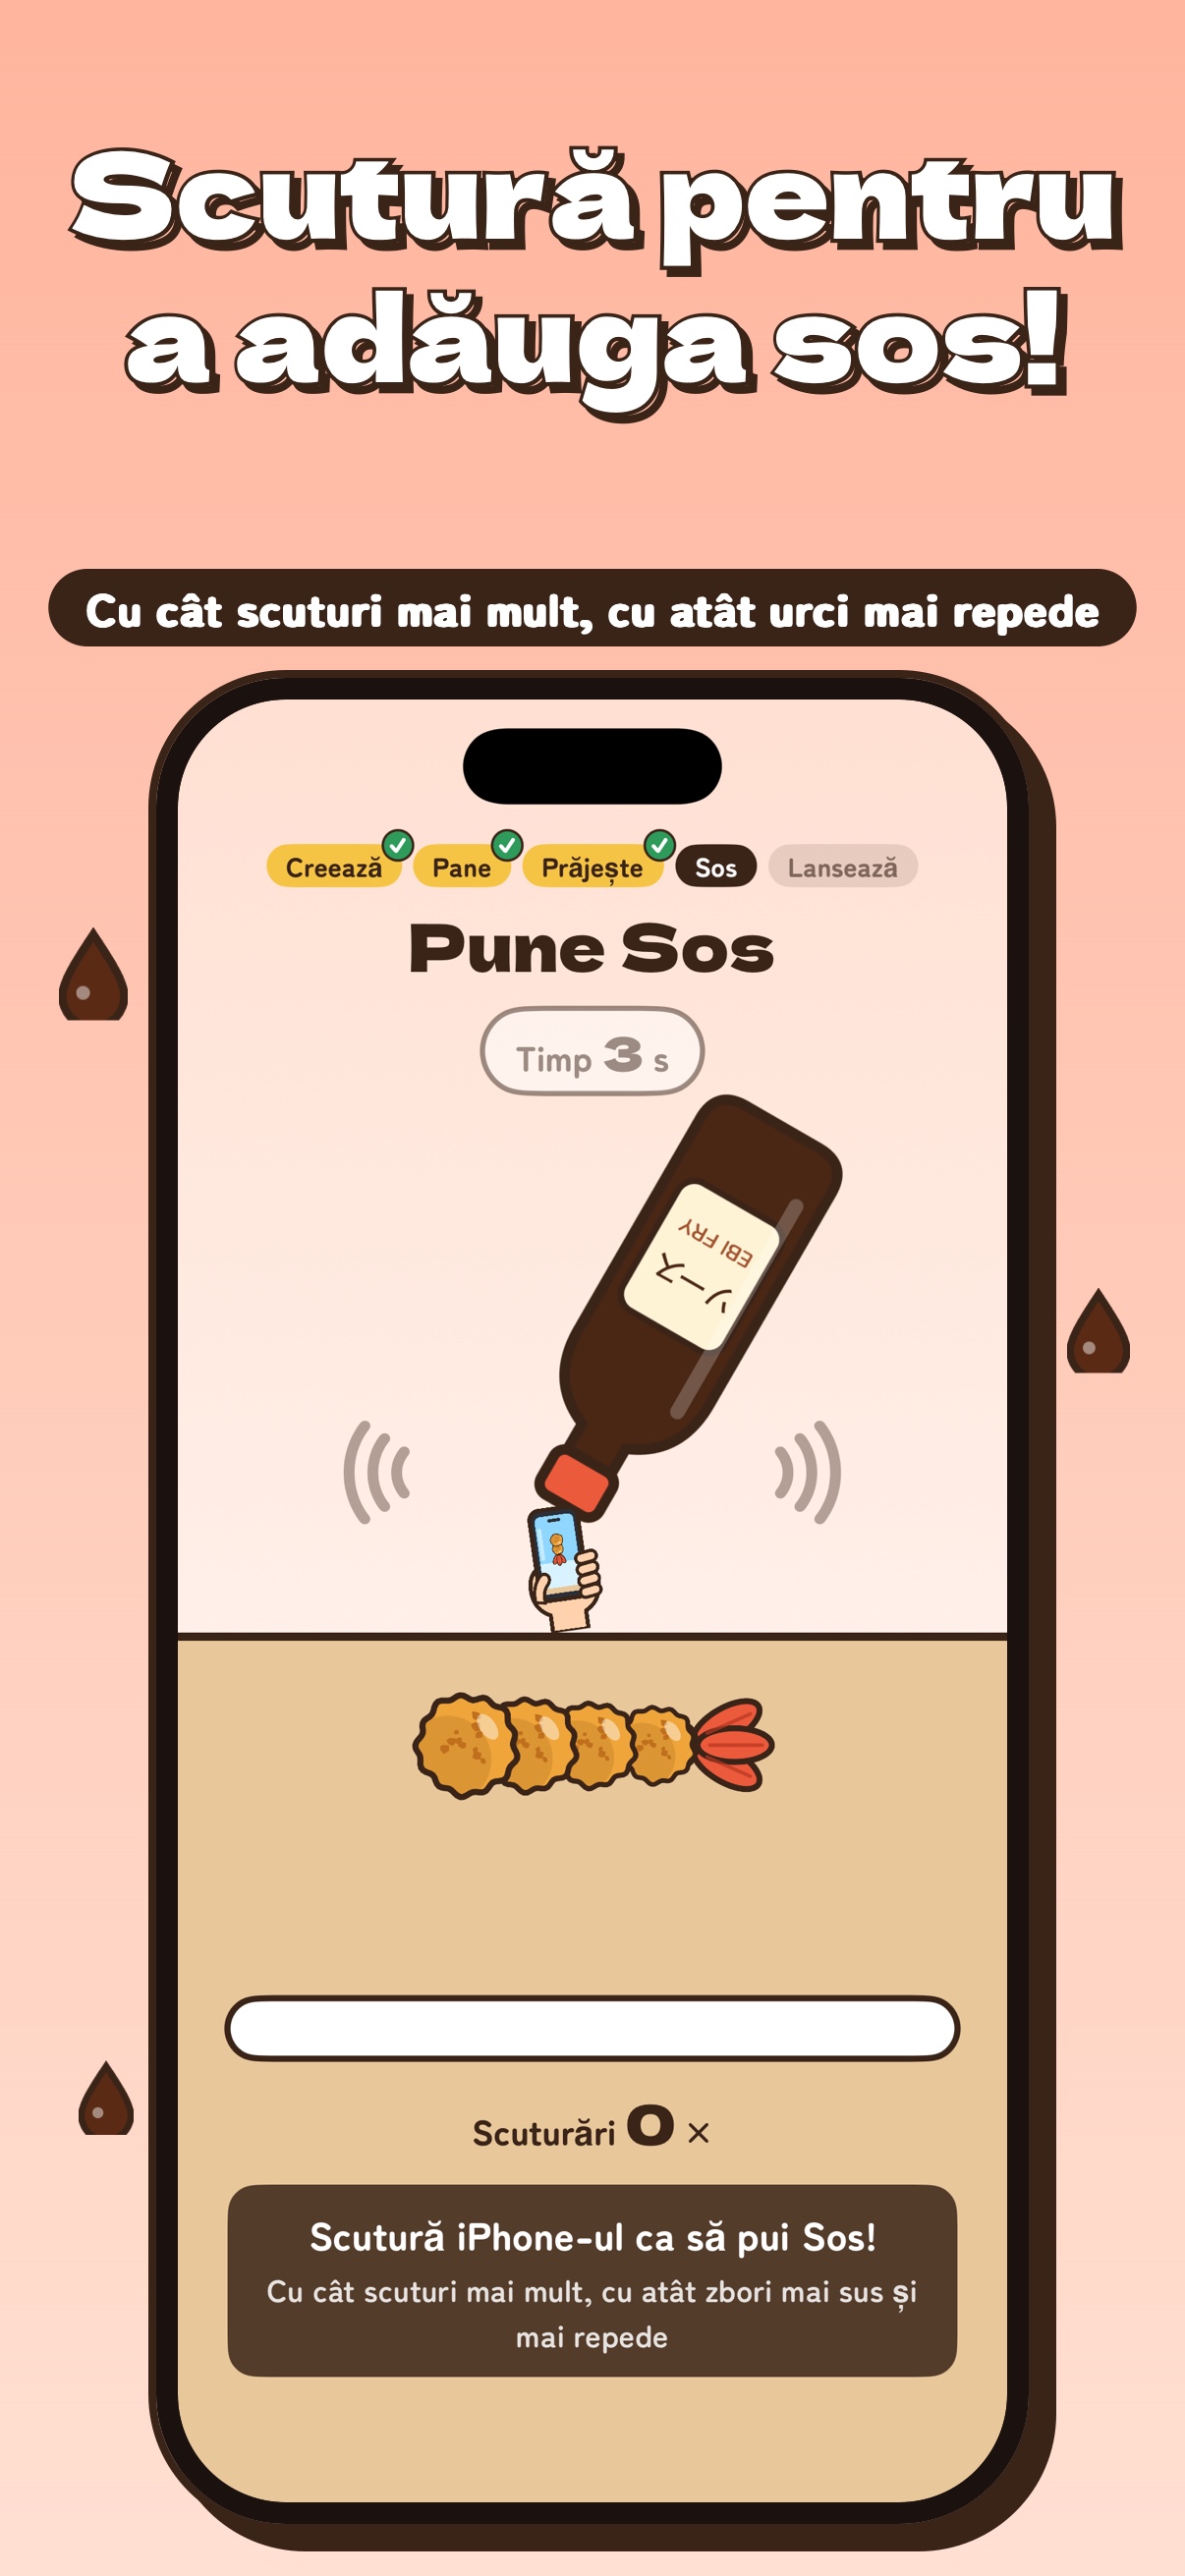 Scutură pentru
a adăuga sos!
Cu cât scuturi mai mult, cu atât urci mai repede
Creează
Pane
Prăjește
Sos
Lansează
Pune Sos
Timp 3 s
EBI FRY
ソース
Scuturări 0 ×
Scutură iPhone-ul ca să pui Sos!
Cu cât scuturi mai mult, cu atât zbori mai sus și
mai repede